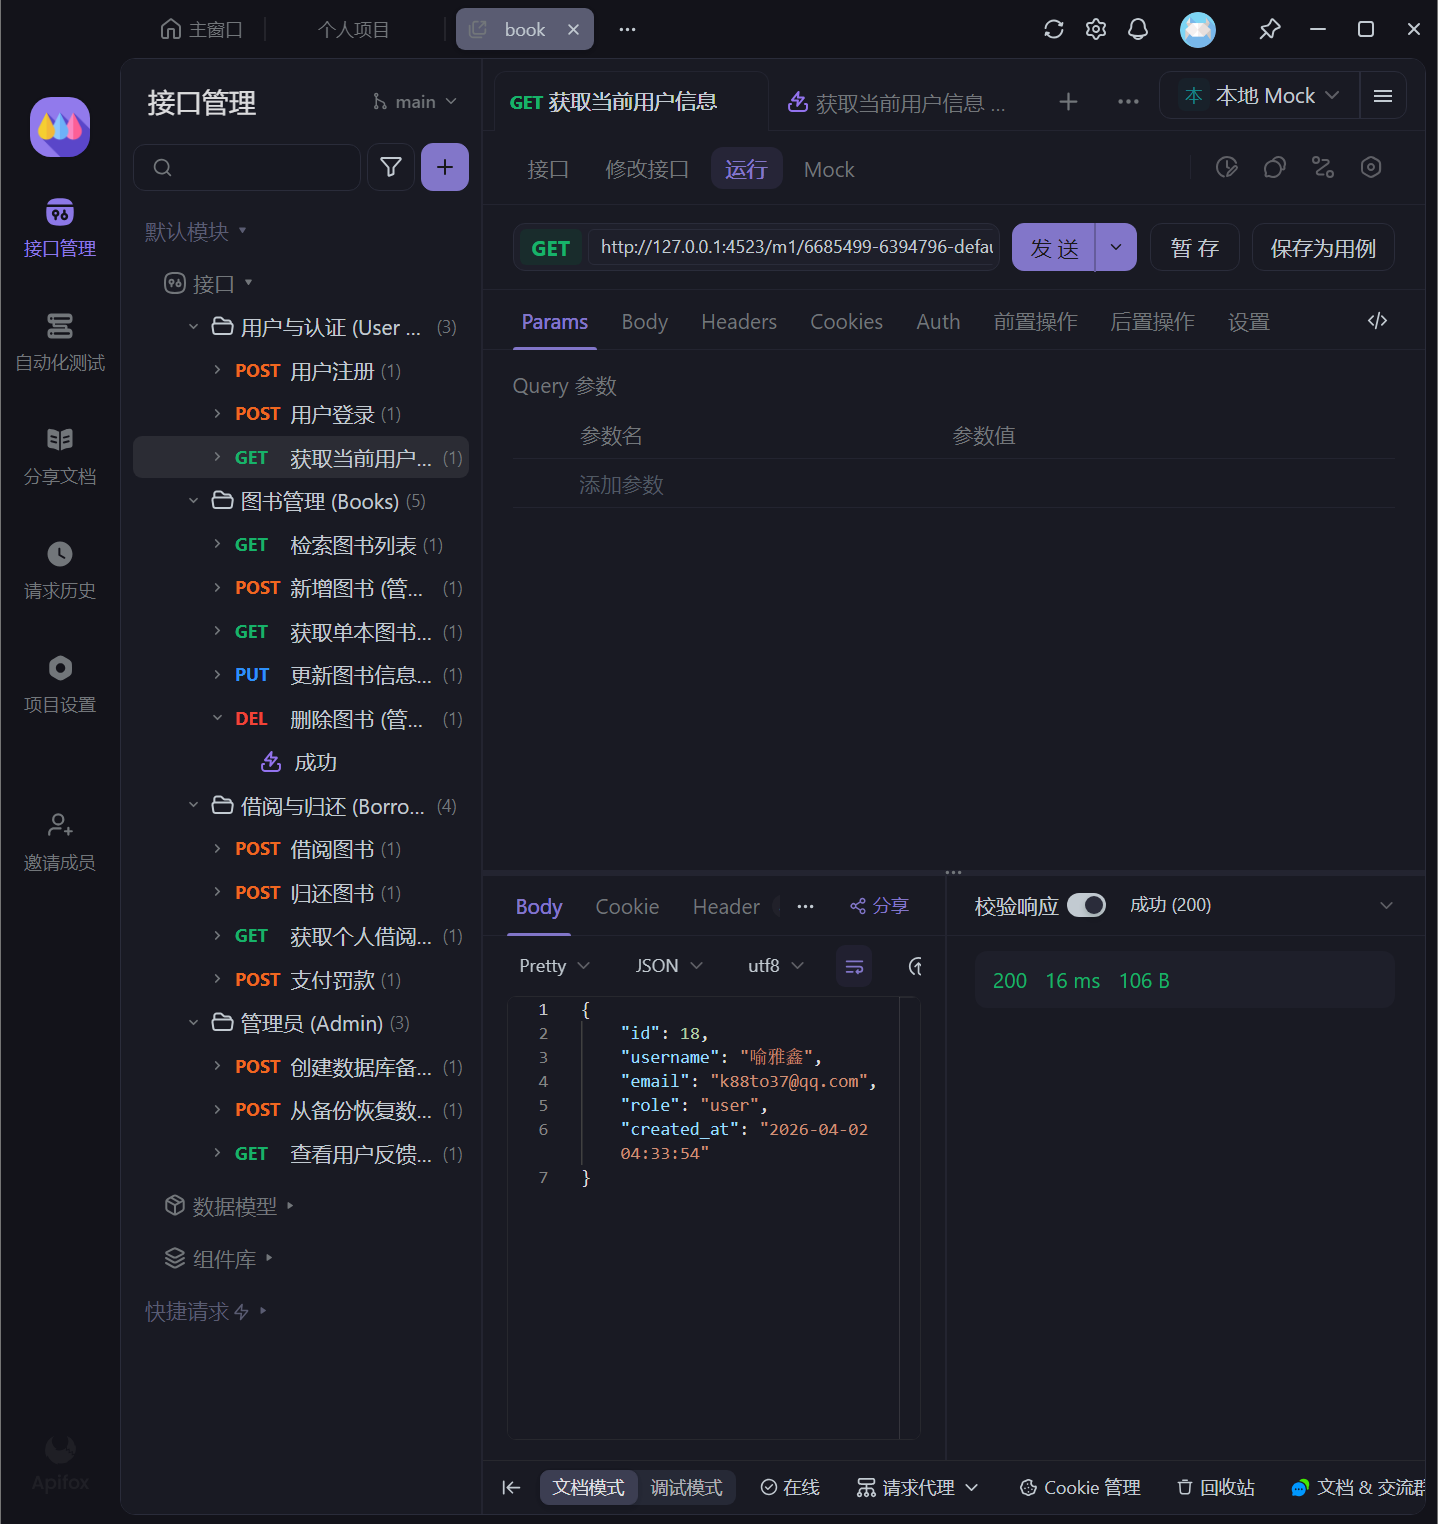 主窗口
个人项目
book
接口管理
main
GET 获取当前用户信息
获取当前用户信息 ...
本 本地 Mock
接口管理
自动化测试
分享文档
请求历史
项目设置
邀请成员
Apifox
默认模块
接口
用户与认证 (User ... (3)
POST 用户注册 (1)
POST 用户登录 (1)
GET 获取当前用户... (1)
图书管理 (Books) (5)
GET 检索图书列表 (1)
POST 新增图书 (管... (1)
GET 获取单本图书... (1)
PUT 更新图书信息... (1)
DEL 删除图书 (管... (1)
成功
借阅与归还 (Borro... (4)
POST 借阅图书 (1)
POST 归还图书 (1)
GET 获取个人借阅... (1)
POST 支付罚款 (1)
管理员 (Admin) (3)
POST 创建数据库备... (1)
POST 从备份恢复数... (1)
GET 查看用户反馈... (1)
数据模型
组件库
快捷请求
接口 修改接口 运行 Mock
GET http://127.0.0.1:4523/m1/6685499-6394796-defau
发 送
暂 存
保存为用例
Params Body Headers Cookies Auth 前置操作 后置操作 设置
Query 参数
参数名 参数值
添加参数
Body Cookie Header
分享
Pretty JSON utf8
1 {
2 "id": 18,
3 "username": "喻雅鑫",
4 "email": "k88to37@qq.com",
5 "role": "user",
6 "created_at": "2026-04-02
04:33:54"
7 }
校验响应 成功 (200)
200 16 ms 106 B
文档模式 调试模式 在线 请求代理 Cookie 管理 回收站 文档 & 交流群